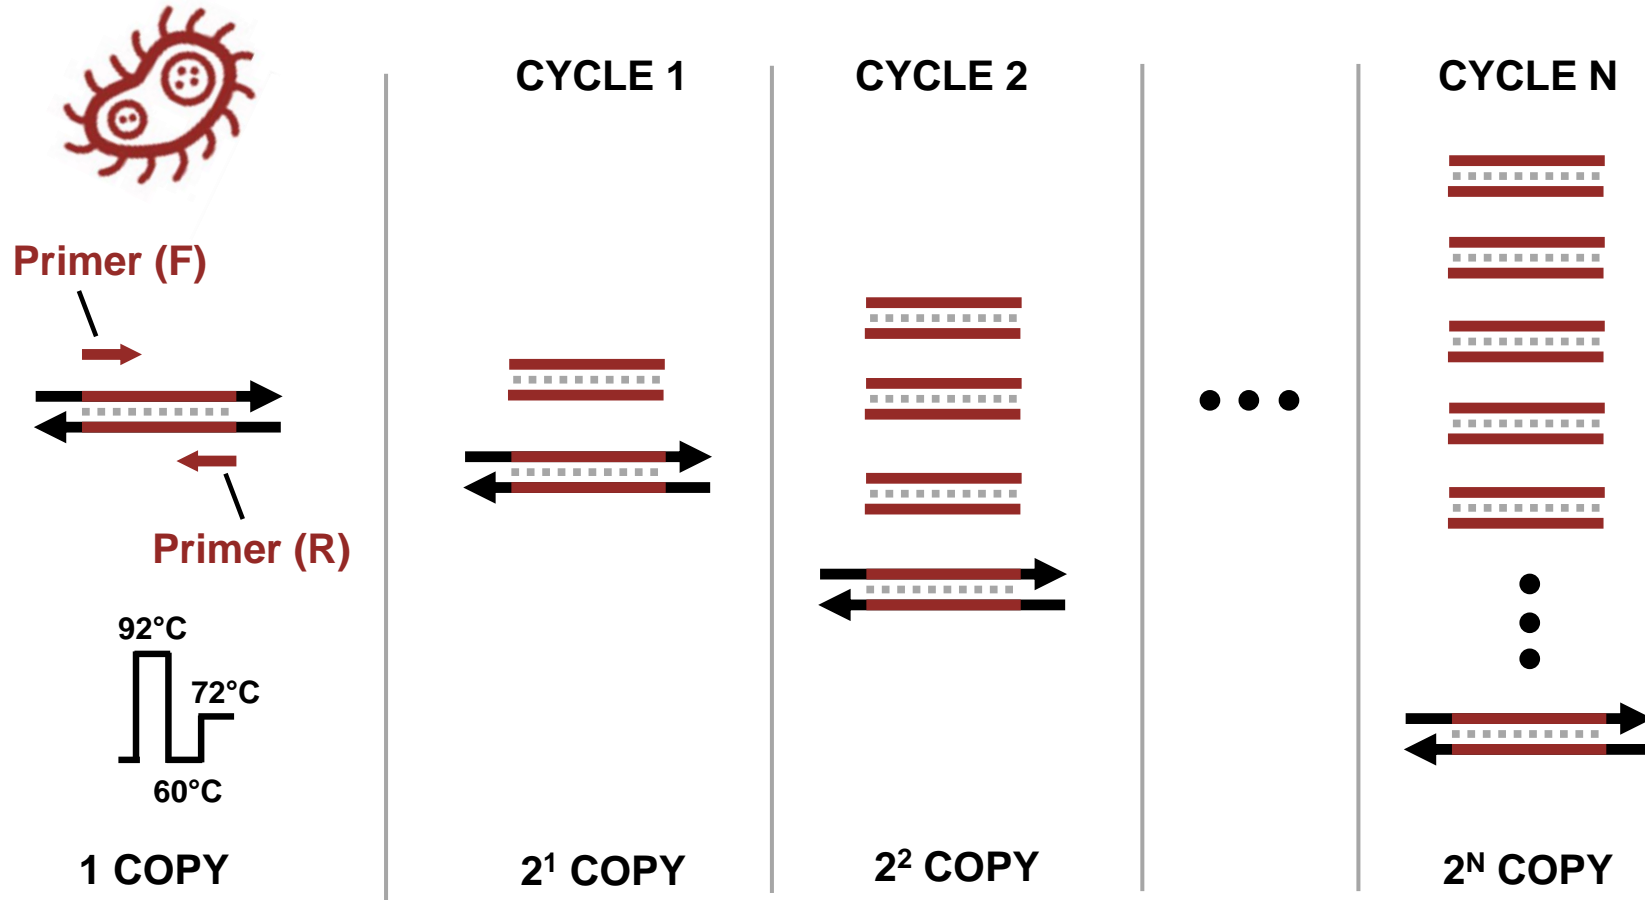 CYCLE 1
CYCLE 2
CYCLE N
Primer (F)
Primer (R)
92°C
72°C
60°C
1 COPY
2¹ COPY
2² COPY
2ᴺ COPY